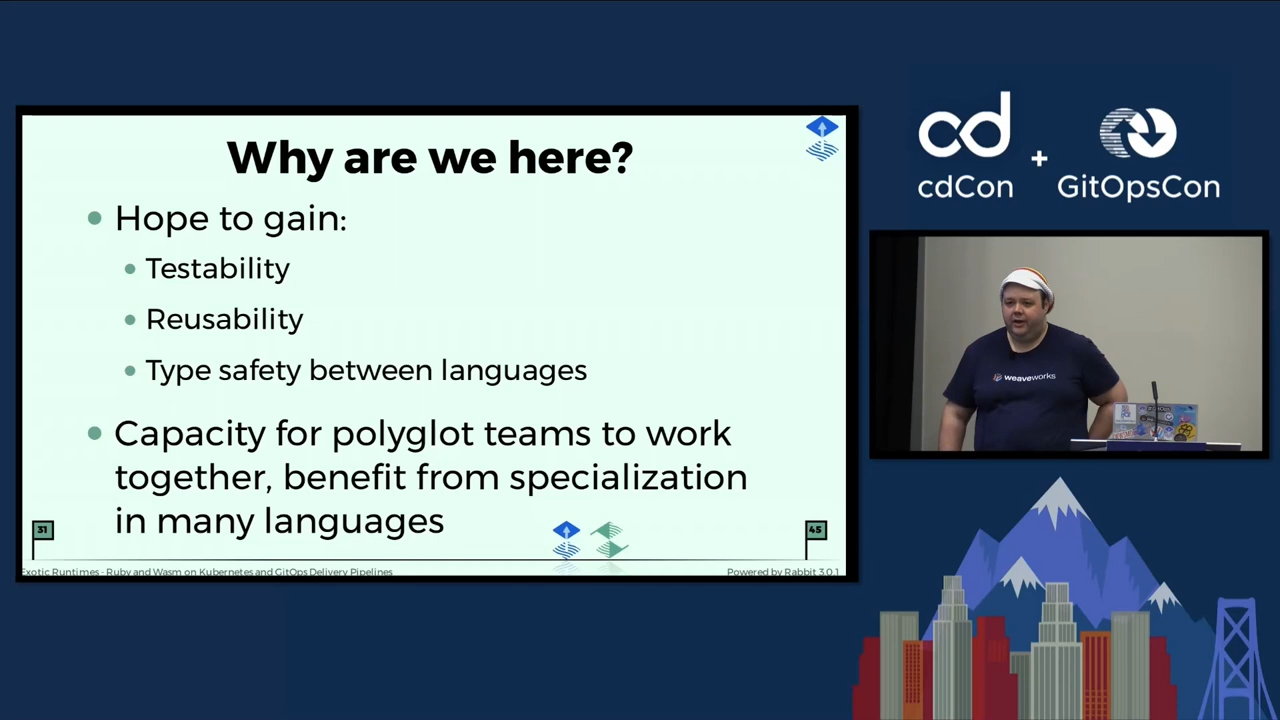 Why are we here?
Hope to gain:
Testability
Reusability
Type safety between languages
Capacity for polyglot teams to work
together, benefit from specialization
in many languages
31
45
Exotic Runtimes - Ruby and Wasm on Kubernetes and GitOps Delivery Pipelines
Powered by Rabbit 3.0.1
cd
cdCon
+
GitOpsCon
weaveworks